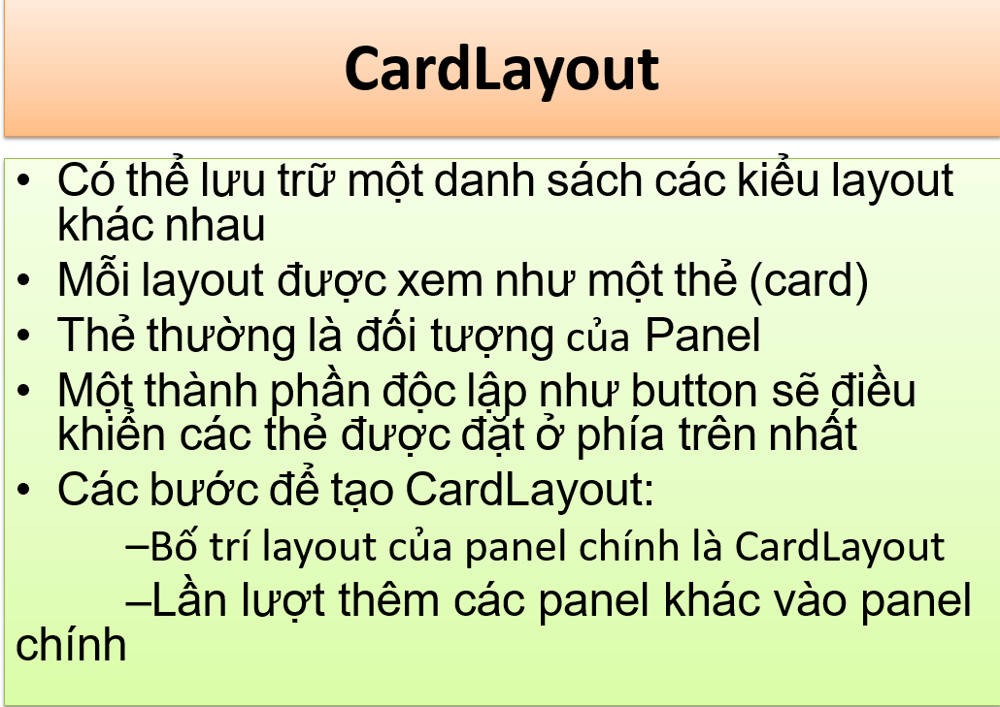 CardLayout
• Có thể lưu trữ một danh sách các kiểu layout
khác nhau
• Mỗi layout được xem như một thẻ (card)
• Thẻ thường là đối tượng của Panel
• Một thành phần độc lập như button sẽ điều
khiển các thẻ được đặt ở phía trên nhất
• Các bước để tạo CardLayout:
–Bố trí layout của panel chính là CardLayout
–Lần lượt thêm các panel khác vào panel
chính